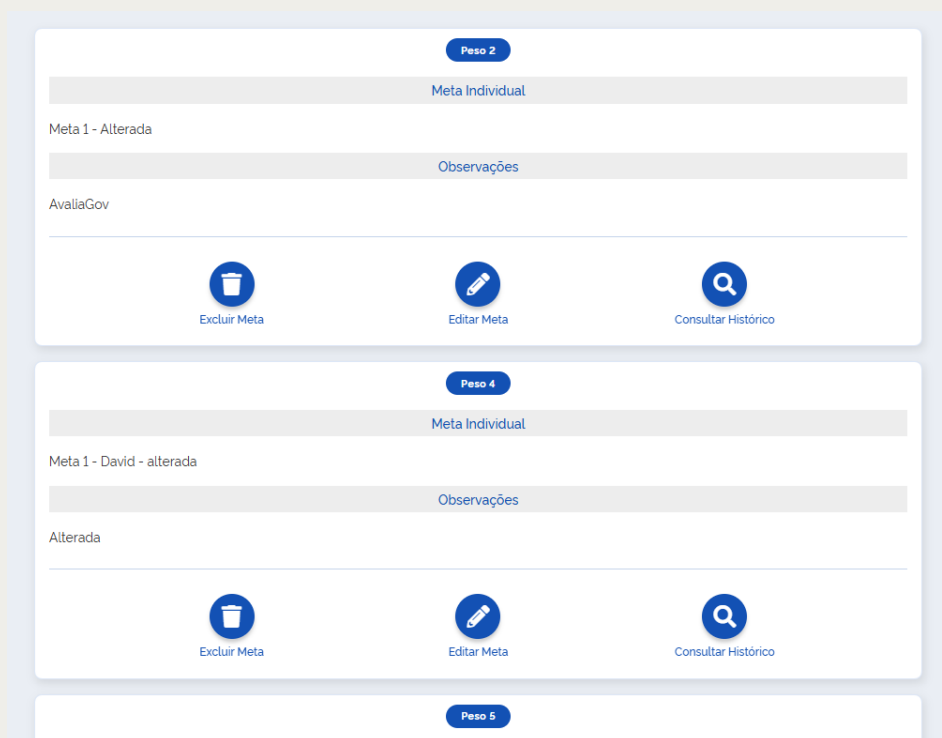 Peso 2
Meta Individual
Meta 1 - Alterada
Observações
AvaliaGov
Excluir Meta
Editar Meta
Consultar Histórico
Peso 4
Meta Individual
Meta 1 - David - alterada
Observações
Alterada
Excluir Meta
Editar Meta
Consultar Histórico
Peso 5